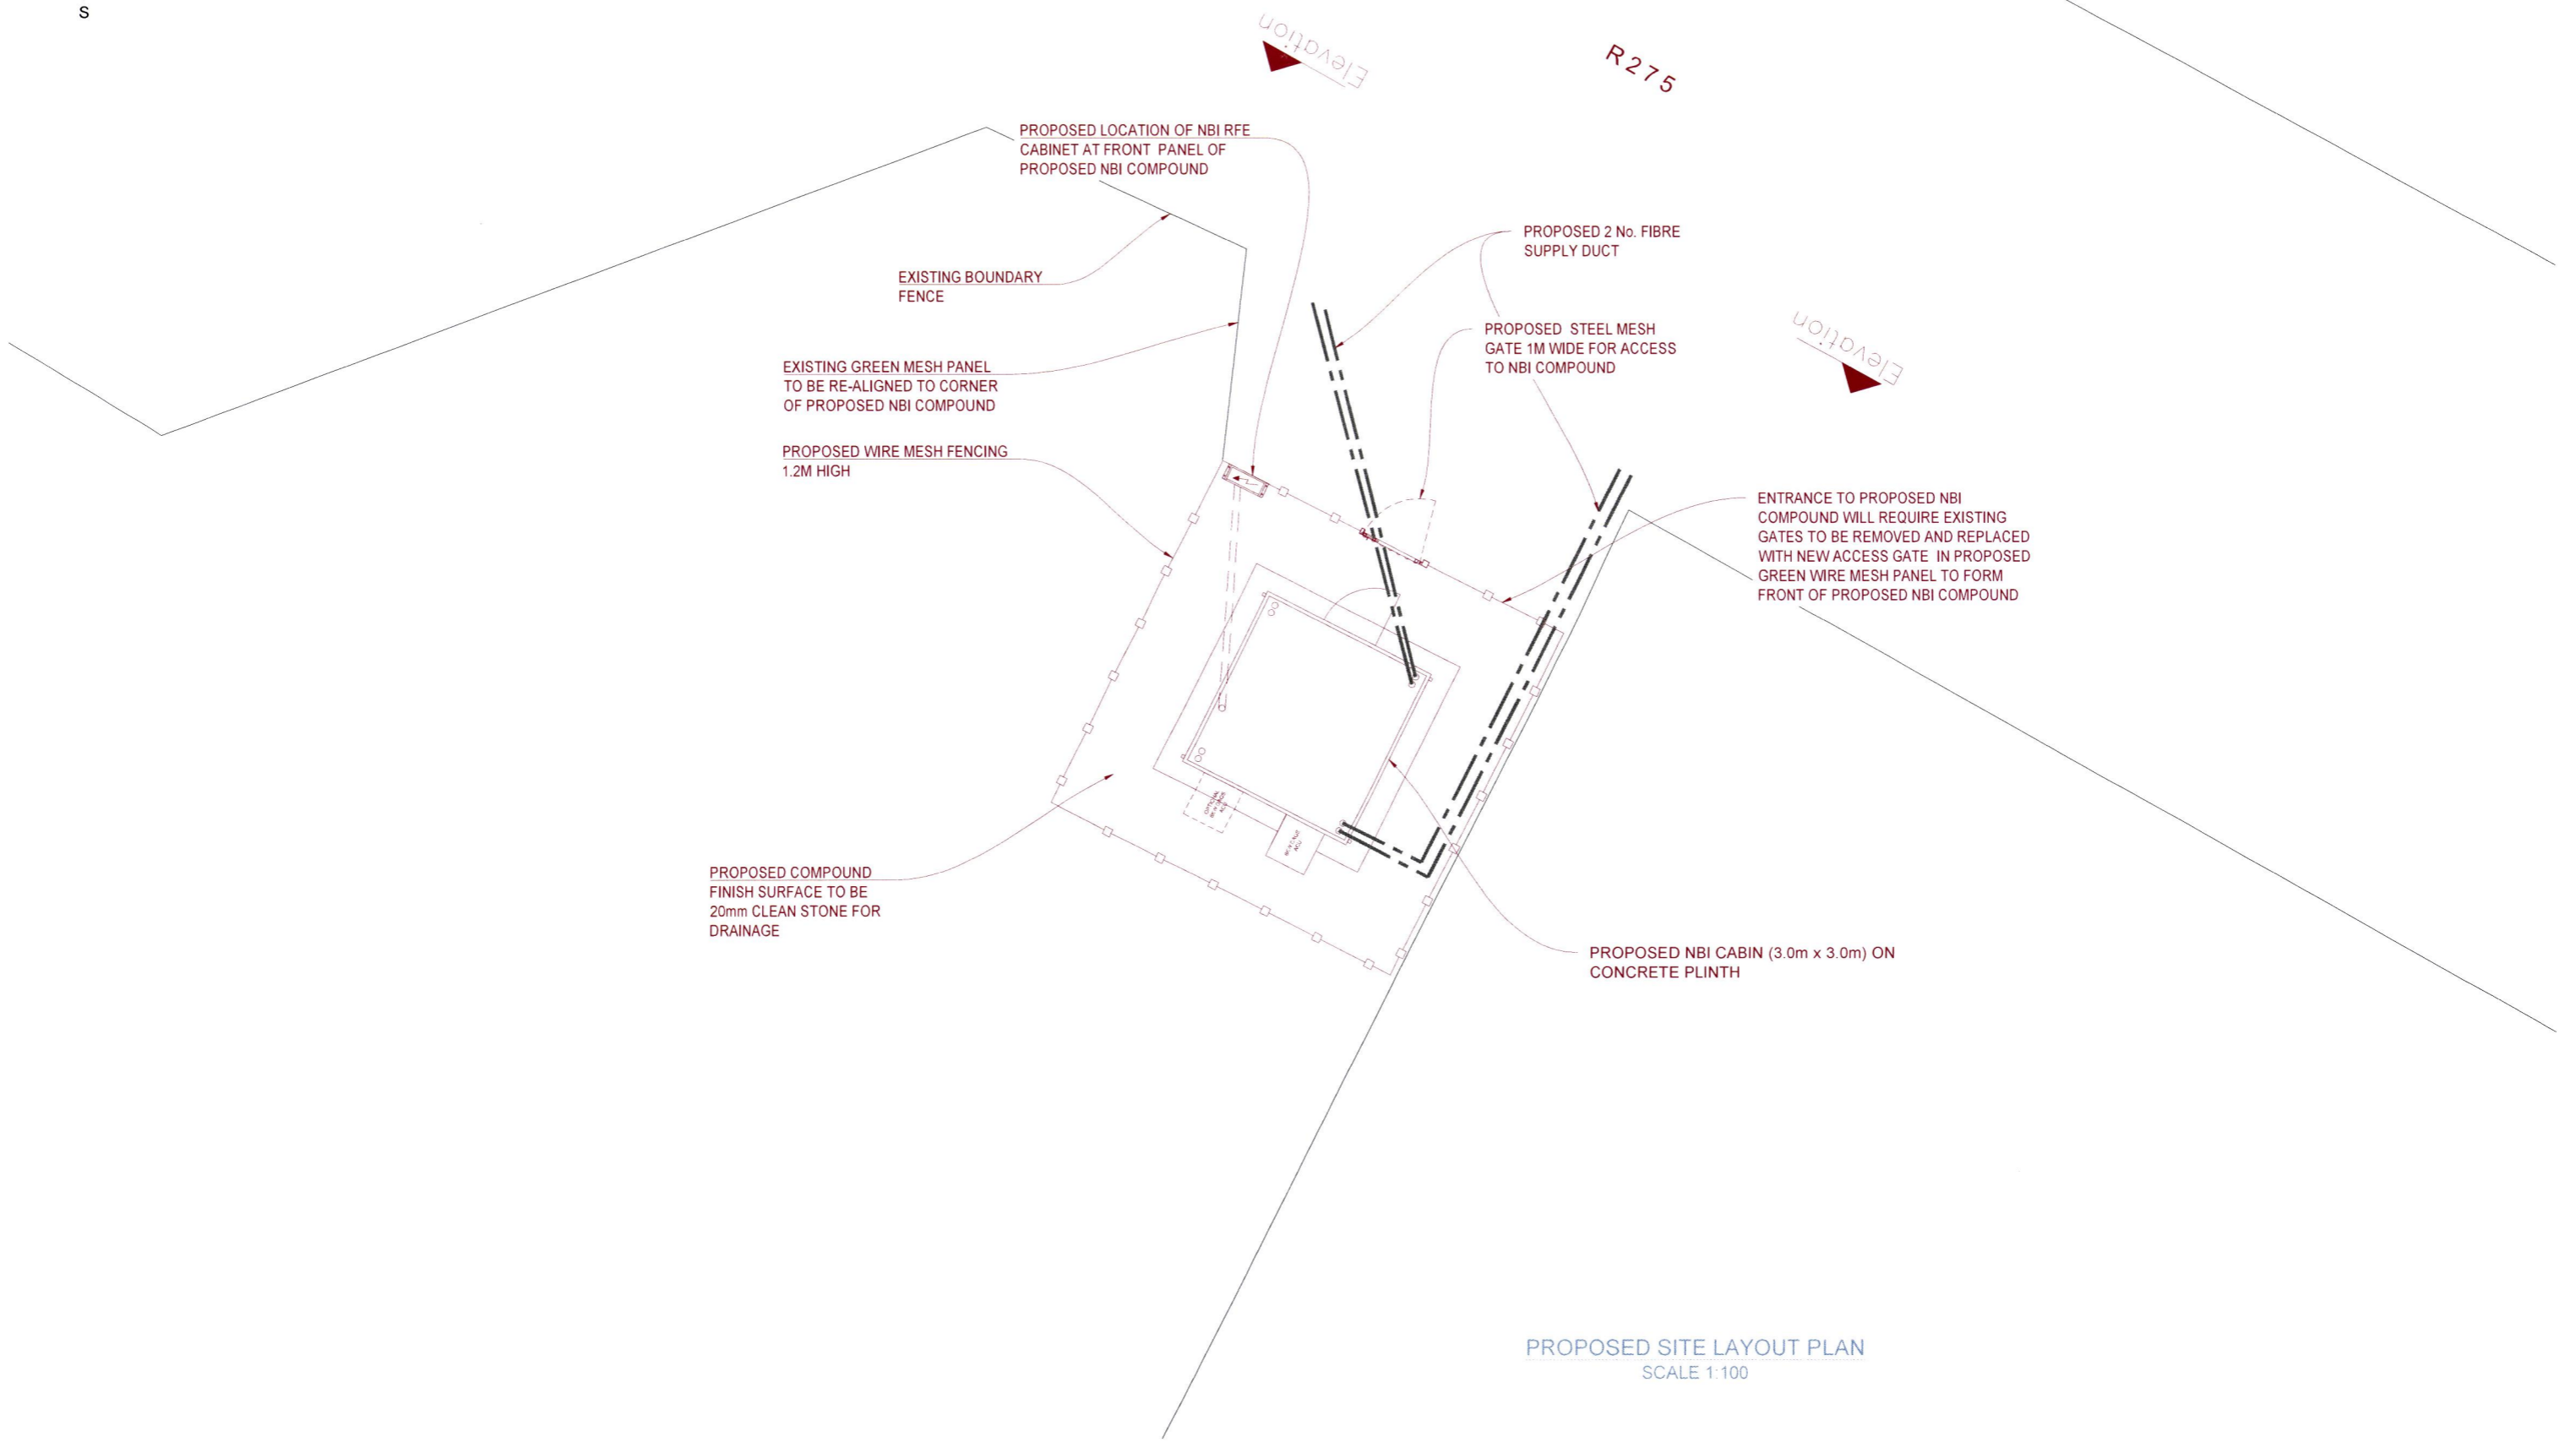 S
Elevation
R275
PROPOSED LOCATION OF NBI RFE
CABINET AT FRONT PANEL OF
PROPOSED NBI COMPOUND
PROPOSED 2 No. FIBRE
SUPPLY DUCT
EXISTING BOUNDARY
FENCE
PROPOSED STEEL MESH
GATE 1M WIDE FOR ACCESS
TO NBI COMPOUND
Elevation
EXISTING GREEN MESH PANEL
TO BE RE-ALIGNED TO CORNER
OF PROPOSED NBI COMPOUND
PROPOSED WIRE MESH FENCING
1.2M HIGH
ENTRANCE TO PROPOSED NBI
COMPOUND WILL REQUIRE EXISTING
GATES TO BE REMOVED AND REPLACED
WITH NEW ACCESS GATE IN PROPOSED
GREEN WIRE MESH PANEL TO FORM
FRONT OF PROPOSED NBI COMPOUND
OPTIONAL
PROPOSED COMPOUND
FINISH SURFACE TO BE
20mm CLEAN STONE FOR
DRAINAGE
PROPOSED NBI CABIN (3.0m x 3.0m) ON
CONCRETE PLINTH
PROPOSED SITE LAYOUT PLAN
SCALE 1:100